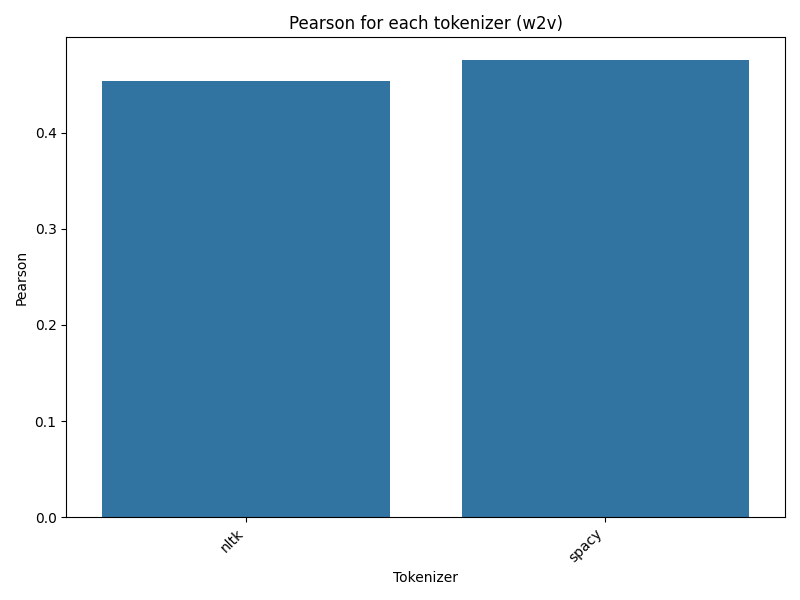 Pearson for each tokenizer (w2v)
Pearson
0.4
0.3
0.2
0.1
0.0
nltk
spacy
Tokenizer